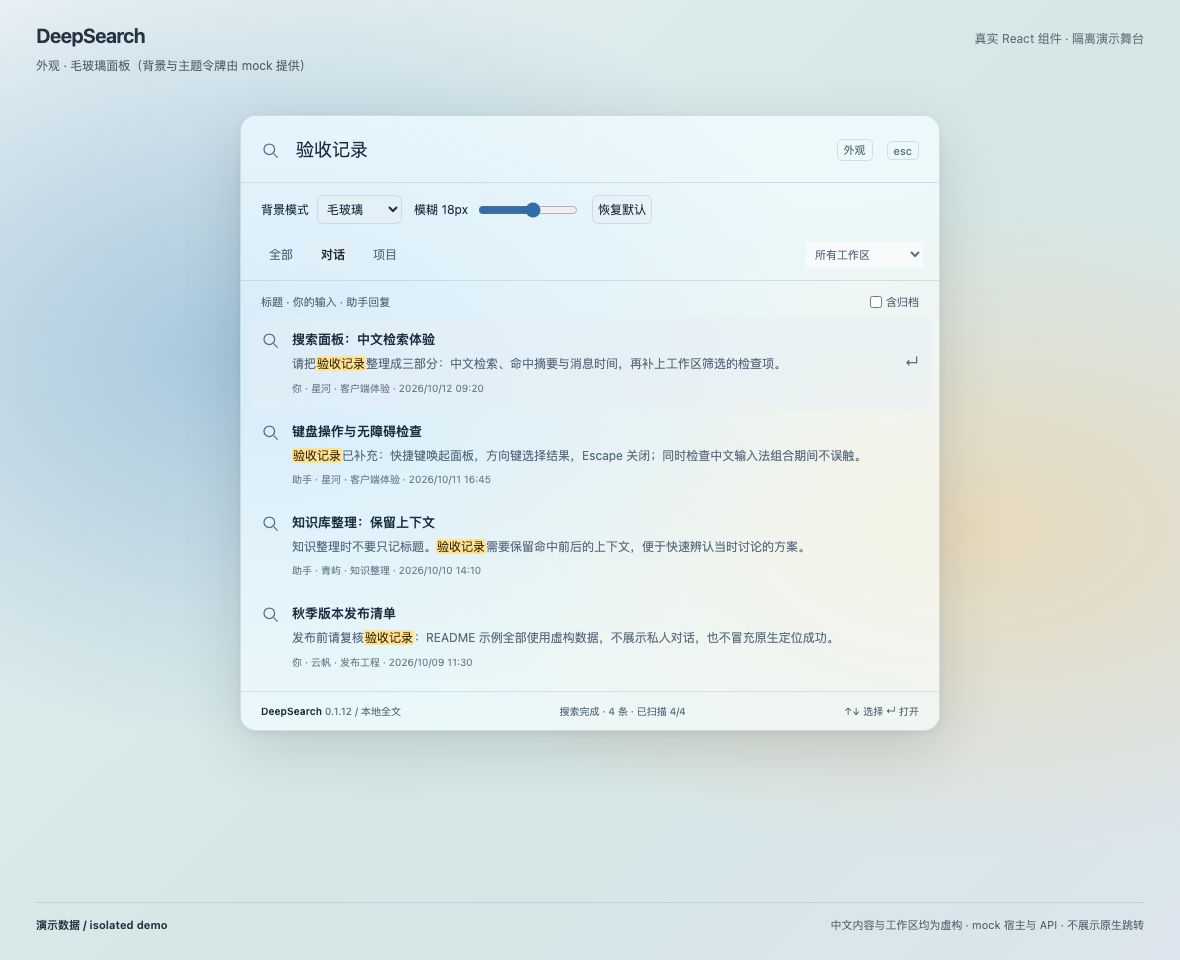 DeepSearch
真实 React 组件 · 隔离演示舞台
外观 · 毛玻璃面板（背景与主题令牌由 mock 提供）
验收记录
外观
esc
背景模式
毛玻璃
模糊 18px
恢复默认
全部
对话
项目
所有工作区
标题 · 你的输入 · 助手回复
含归档
搜索面板：中文检索体验
请把验收记录整理成三部分：中文检索、命中摘要与消息时间，再补上工作区筛选的检查项。
你 · 星河 · 客户端体验 · 2026/10/12 09:20
键盘操作与无障碍检查
验收记录已补充：快捷键唤起面板，方向键选择结果，Escape 关闭；同时检查中文输入法组合期间不误触。
助手 · 星河 · 客户端体验 · 2026/10/11 16:45
知识库整理：保留上下文
知识整理时不要只记标题。验收记录需要保留命中前后的上下文，便于快速辨认当时讨论的方案。
助手 · 青屿 · 知识整理 · 2026/10/10 14:10
秋季版本发布清单
发布前请复核验收记录：README 示例全部使用虚构数据，不展示私人对话，也不冒充原生定位成功。
你 · 云帆 · 发布工程 · 2026/10/09 11:30
DeepSearch 0.1.12 / 本地全文
搜索完成 · 4 条 · 已扫描 4/4
↑↓ 选择 ↵ 打开
演示数据 / isolated demo
中文内容与工作区均为虚构 · mock 宿主与 API · 不展示原生跳转